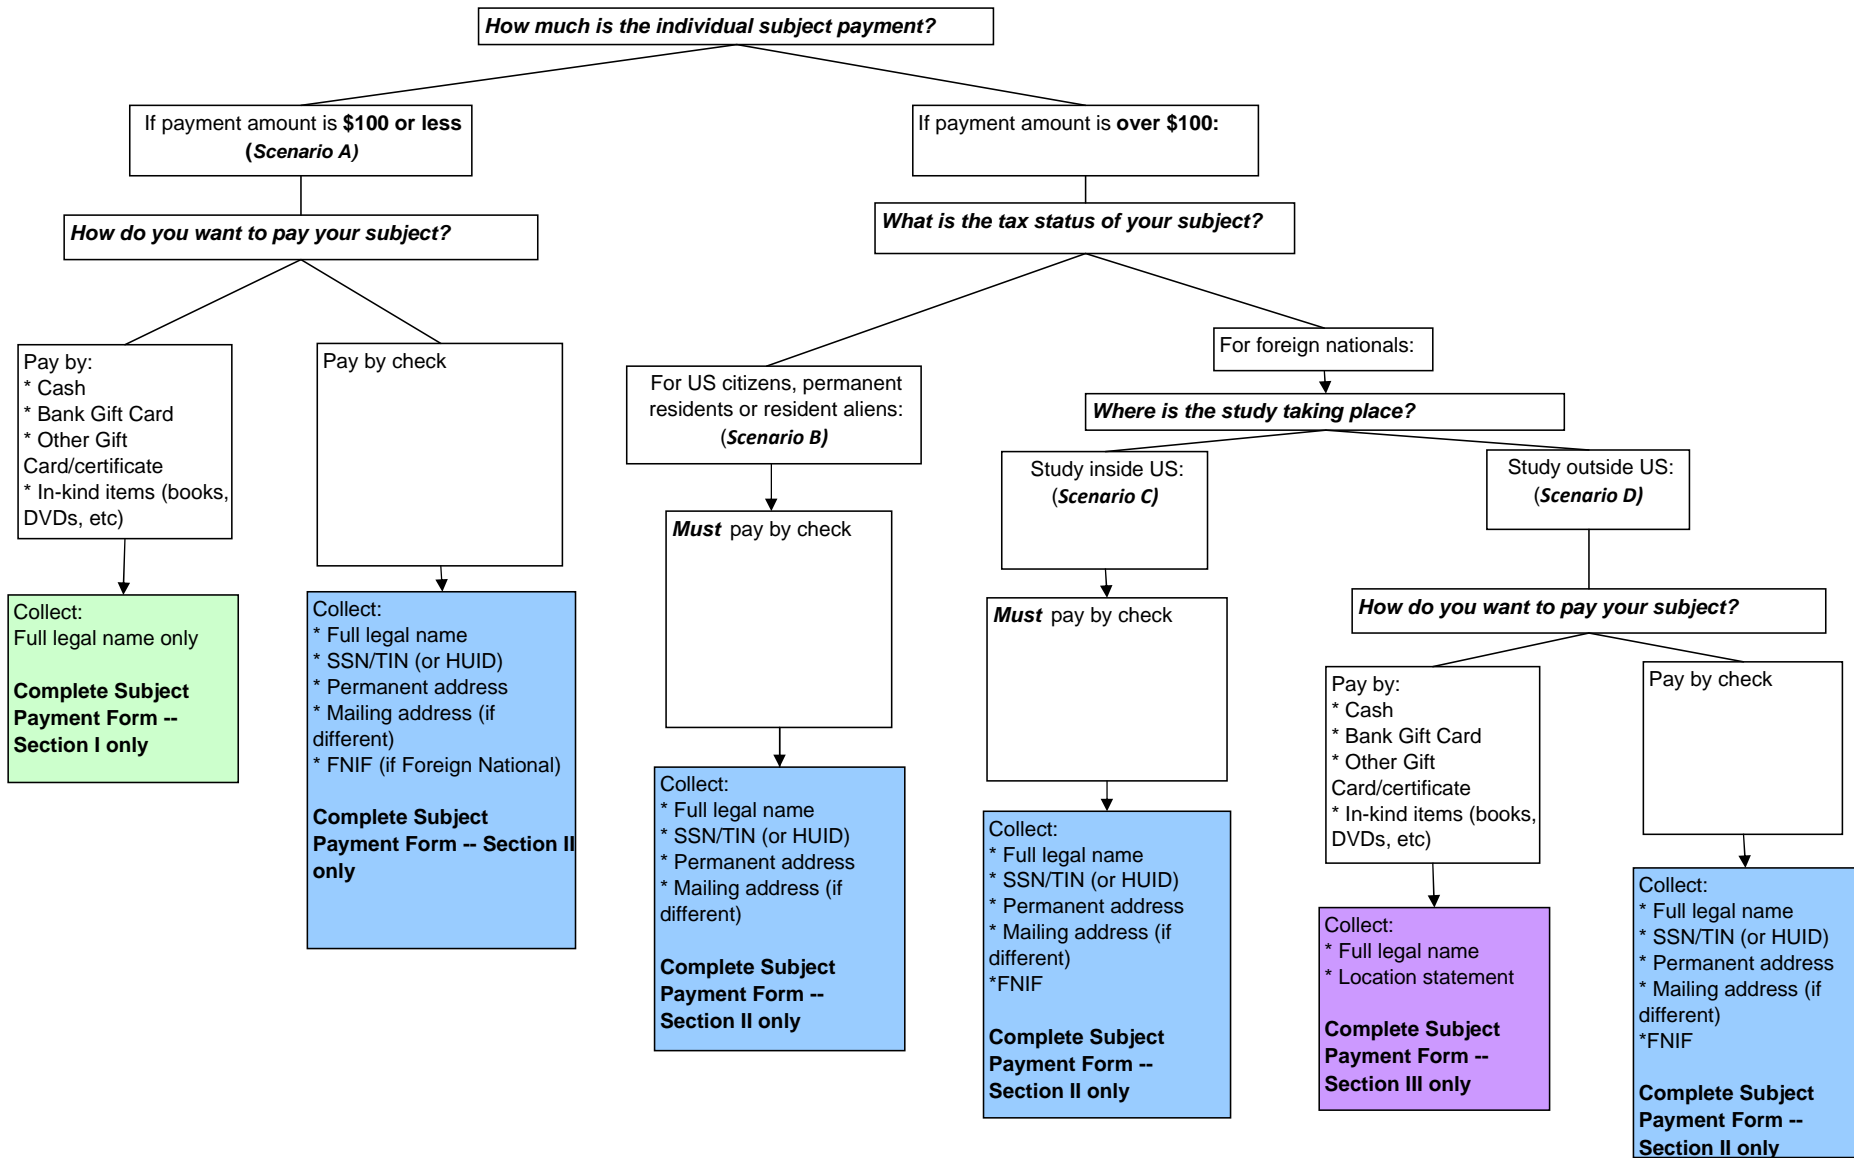 How much is the individual subject payment?
If payment amount is $100 or less
(Scenario A)
If payment amount is over $100:
How do you want to pay your subject?
What is the tax status of your subject?
Pay by:
* Cash
* Bank Gift Card
* Other Gift
Card/certificate
* In-kind items (books,
DVDs, etc)
Pay by check
For US citizens, permanent
residents or resident aliens:
(Scenario B)
For foreign nationals:
Where is the study taking place?
Study inside US:
(Scenario C)
Study outside US:
(Scenario D)
Must pay by check
Must pay by check
How do you want to pay your subject?
Pay by:
* Cash
* Bank Gift Card
* Other Gift
Card/certificate
* In-kind items (books,
DVDs, etc)
Pay by check
Collect:
Full legal name only
Complete Subject
Payment Form --
Section I only
Collect:
* Full legal name
* SSN/TIN (or HUID)
* Permanent address
* Mailing address (if
different)
* FNIF (if Foreign National)
Complete Subject
Payment Form -- Section II
only
Collect:
* Full legal name
* SSN/TIN (or HUID)
* Permanent address
* Mailing address (if
different)
Complete Subject
Payment Form --
Section II only
Collect:
* Full legal name
* SSN/TIN (or HUID)
* Permanent address
* Mailing address (if
different)
*FNIF
Complete Subject
Payment Form --
Section II only
Collect:
* Full legal name
* Location statement
Complete Subject
Payment Form --
Section III only
Collect:
* Full legal name
* SSN/TIN (or HUID)
* Permanent address
* Mailing address (if
different)
*FNIF
Complete Subject
Payment Form --
Section II only